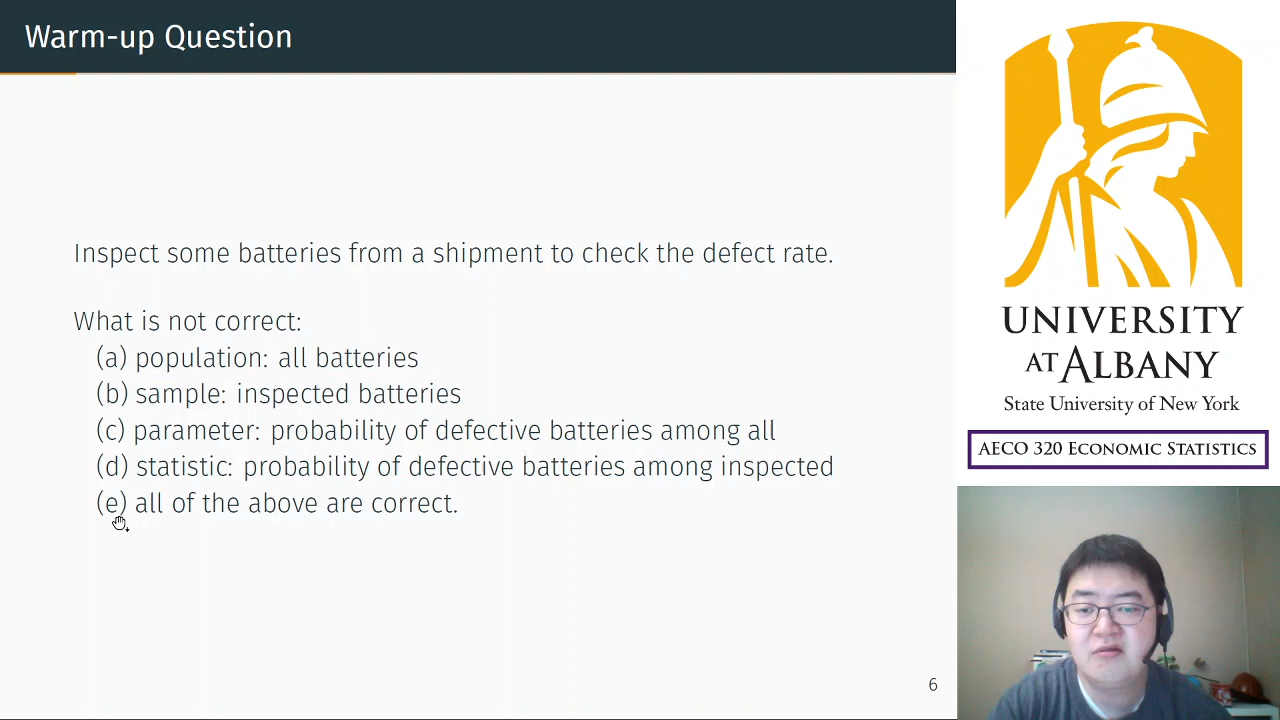 Warm-up Question
Inspect some batteries from a shipment to check the defect rate.
What is not correct:
(a) population: all batteries
(b) sample: inspected batteries
(c) parameter: probability of defective batteries among all
(d) statistic: probability of defective batteries among inspected
(e) all of the above are correct.
6
UNIVERSITY
AT ALBANY
State University of New York
AECO 320 Economic Statistics